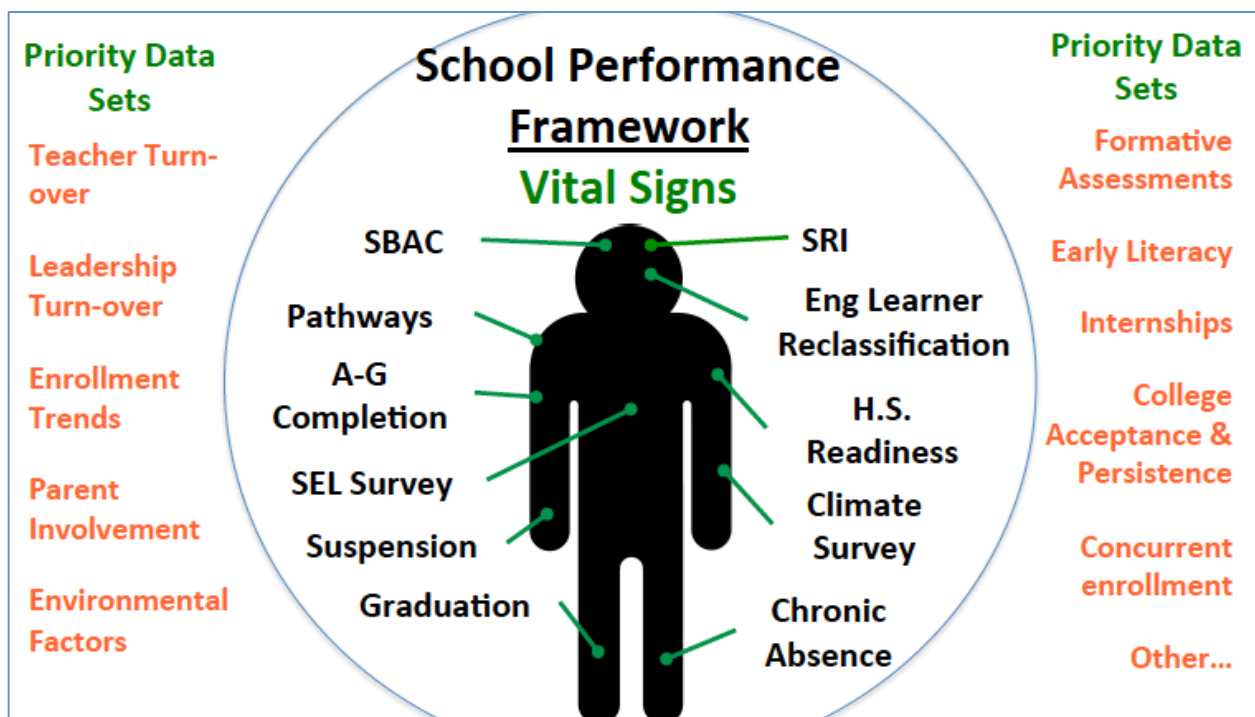 Priority Data
Sets
Teacher Turn-
over
Leadership
Turn-over
Enrollment
Trends
Parent
Involvement
Environmental
Factors
School Performance
Framework
Vital Signs
SBAC
Pathways
A-G
Completion
SEL Survey
Suspension
Graduation
SRI
Eng Learner
Reclassification
H.S.
Readiness
Climate
Survey
Chronic
Absence
Priority Data
Sets
Formative
Assessments
Early Literacy
Internships
College
Acceptance &
Persistence
Concurrent
enrollment
Other...